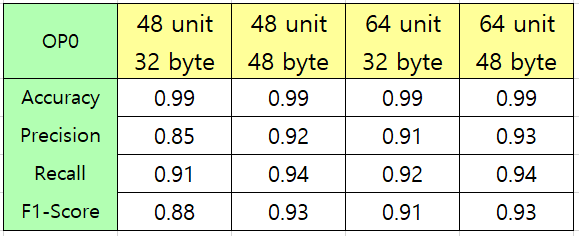 OP0 48 unit 32 byte 48 unit 48 byte 64 unit 32 byte 64 unit 48 byte
Accuracy 0.99 0.99 0.99 0.99
Precision 0.85 0.92 0.91 0.93
Recall 0.91 0.94 0.92 0.94
F1-Score 0.88 0.93 0.91 0.93